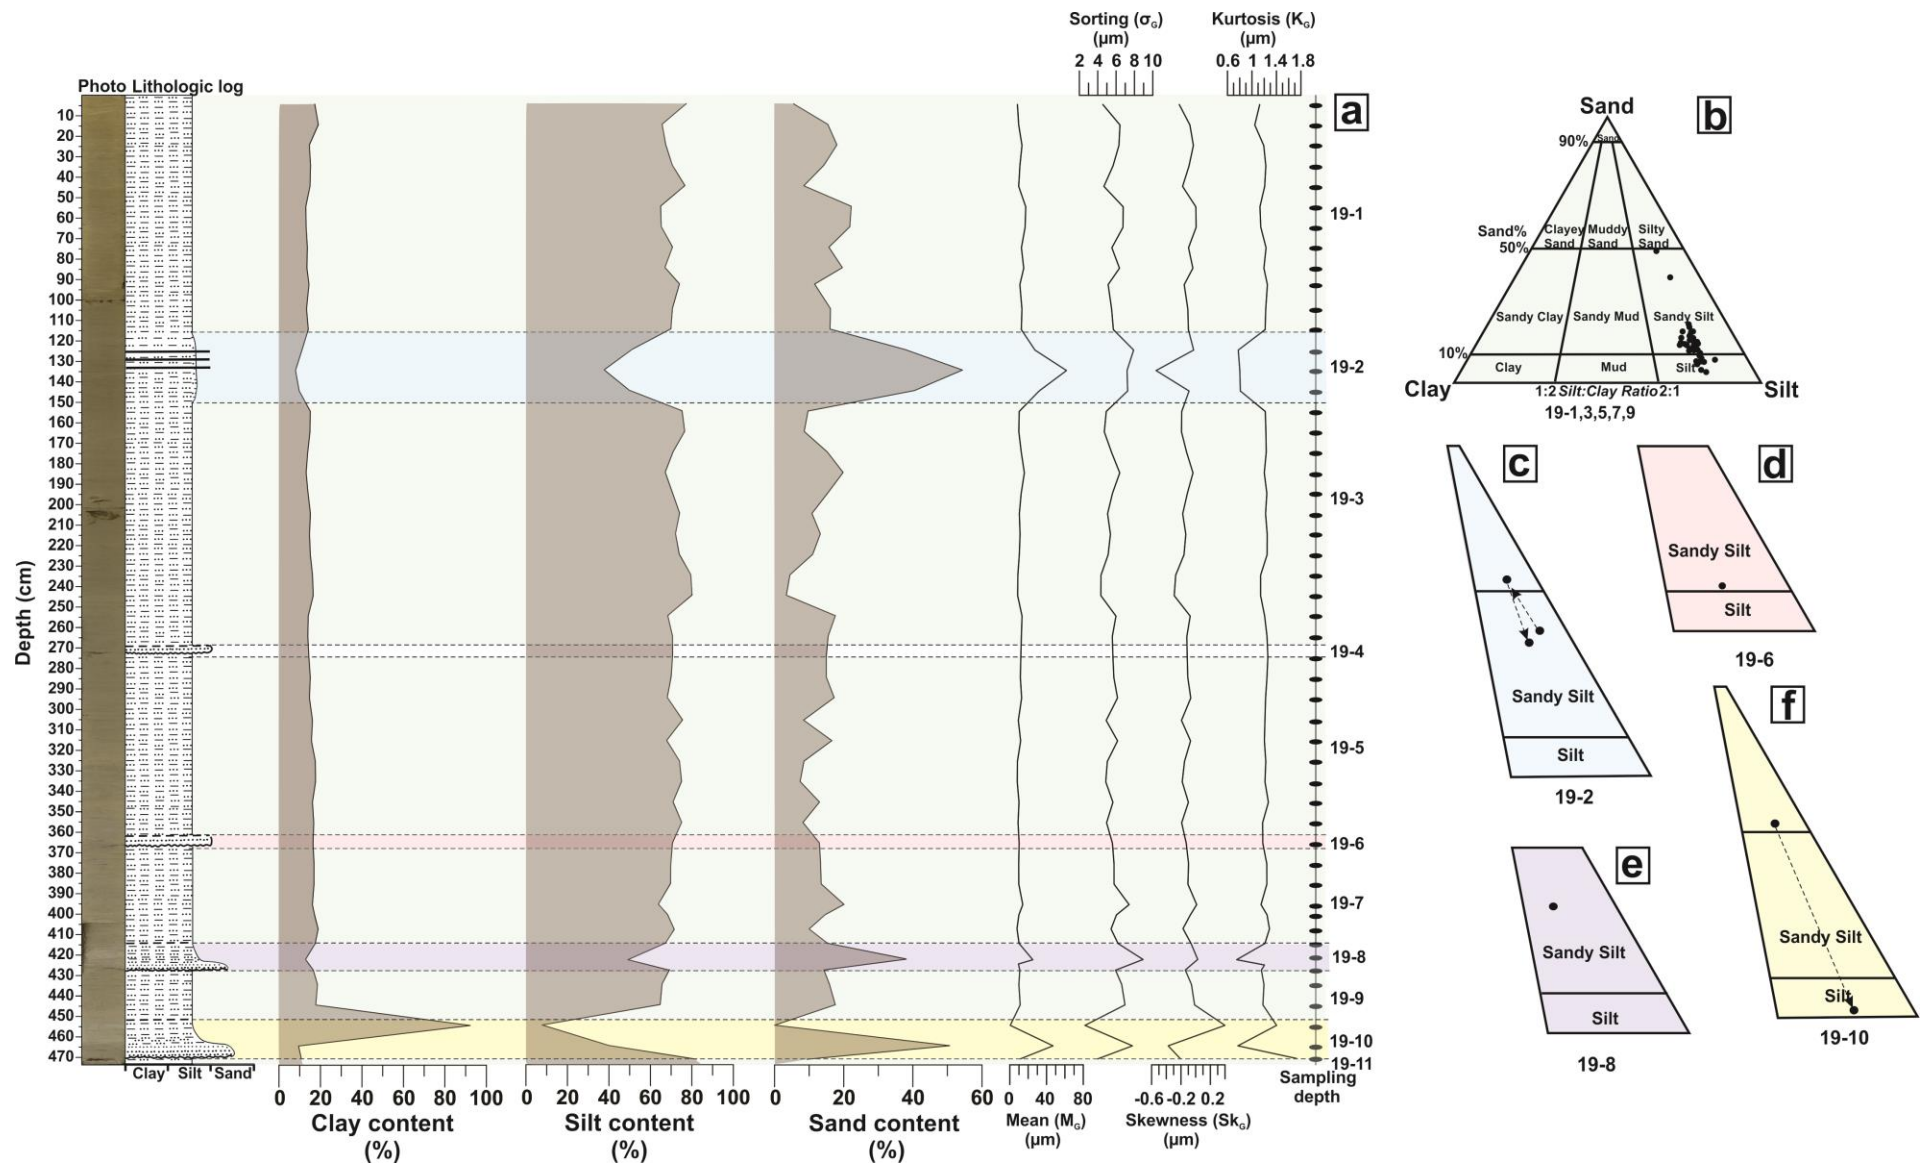 Sorting (σG)
(µm)
2 4 6 8 10
Kurtosis (KG)
(µm)
0.6 1 1.4 1.8
Photo Lithologic log
a
Depth (cm)
10
20
30
40
50
60
70
80
90
100
110
120
130
140
150
160
170
180
190
200
210
220
230
240
250
260
270
280
290
300
310
320
330
340
350
360
370
380
390
400
410
420
430
440
450
460
470
19-1
19-2
19-3
19-4
19-5
19-6
19-7
19-8
19-9
19-10
19-11
Sampling
depth
Clay Silt Sand
0 20 40 60 80 100
Clay content
(%)
0 20 40 60 80 100
Silt content
(%)
0 20 40 60
Sand content
(%)
0 40 80
Mean (MG)
(µm)
-0.6 -0.2 0.2
Skewness (SkG)
(µm)
b
Sand
90%
Sand
Sand%
50%
Clayey
Sand
Muddy
Sand
Silty
Sand
Sandy Clay
Sandy Mud
Sandy Silt
10%
Clay
Mud
Silt
Clay
Silt
1:2 Silt:Clay Ratio 2:1
19-1,3,5,7,9
c
Sandy Silt
Silt
19-2
d
Sandy Silt
Silt
19-6
e
Sandy Silt
Silt
19-8
f
Sandy Silt
Silt
19-10